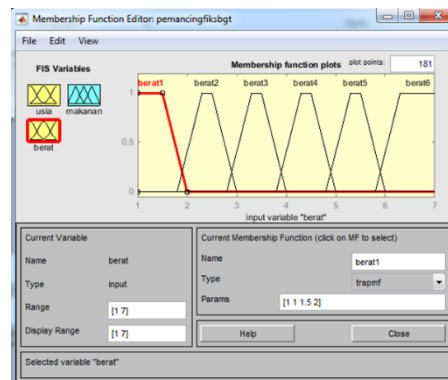 Membership Function Editor: pemancingfiksbgt
File Edit View
FIS Variables
usia makanan
berat
Membership function plots plot points: 181
berat1 berat2 berat3 berat4 berat5 berat6
1
0.5
0
1 2 3 4 5 6 7
input variable "berat"
Current Variable
Name berat
Type input
Range [1 7]
Display Range [1 7]
Current Membership Function (click on MF to select)
Name berat1
Type trapmf
Params [1 1 1.5 2]
Help Close
Selected variable "berat"